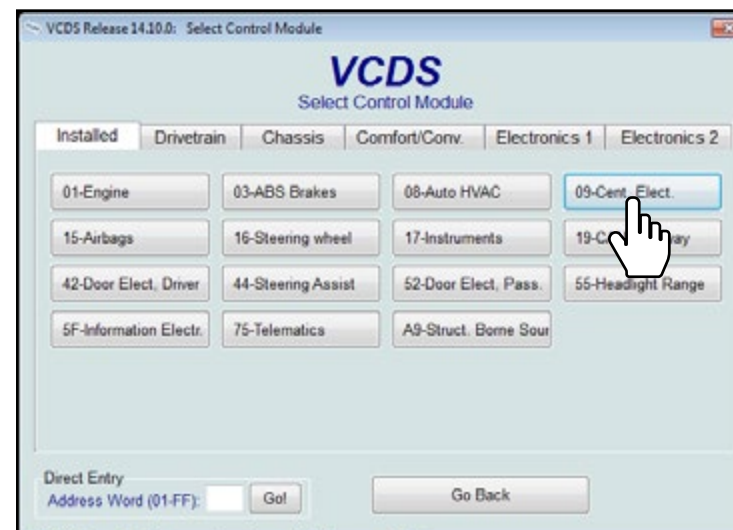 VCDS Release 14.10.0: Select Control Module
VCDS
Select Control Module
Installed Drivetrain Chassis Comfort/Conv. Electronics 1 Electronics 2
01-Engine 03-ABS Brakes 08-Auto HVAC 09-Cent. Elect.
15-Airbags 16-Steering wheel 17-Instruments
42-Door Elect, Driver 44-Steering Assist 52-Door Elect, Pass. 55-Headlight Range
5F-Information Electr. 75-Telematics A9-Struct. Borne Sour
Direct Entry
Address Word (01-FF): Go! Go Back